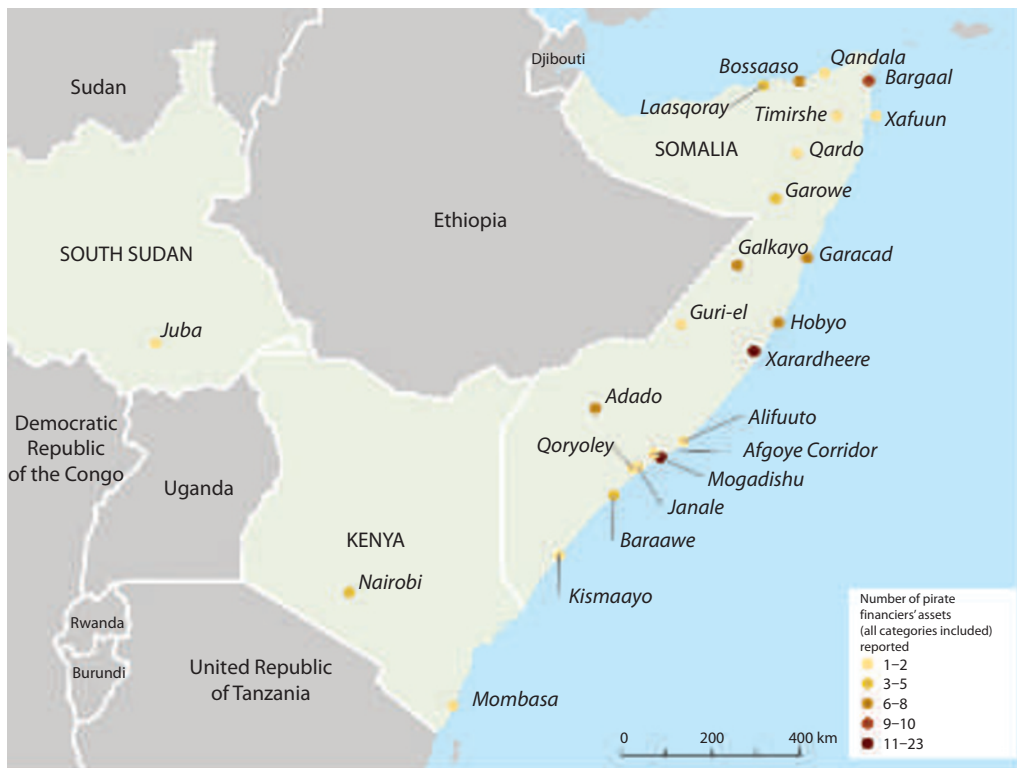 Sudan
Djibouti
Bossaaso
Qandala
Bargaal
Laasqoray
Timirshe
Xafuun
SOMALIA
Qardo
Garowe
Ethiopia
SOUTH SUDAN
Galkayo
Garacad
Juba
Guri-el
Hobyo
Xarardheere
Adado
Alifuuto
Democratic
Republic
of the Congo
Qoryoley
Afgoye Corridor
Mogadishu
Uganda
Janale
KENYA
Baraawe
Nairobi
Kismaayo
Rwanda
Burundi
United Republic
of Tanzania
Mombasa
Number of pirate
financiers’ assets
(all categories included)
reported
1–2
3–5
6–8
9–10
11–23
0 200 400 km